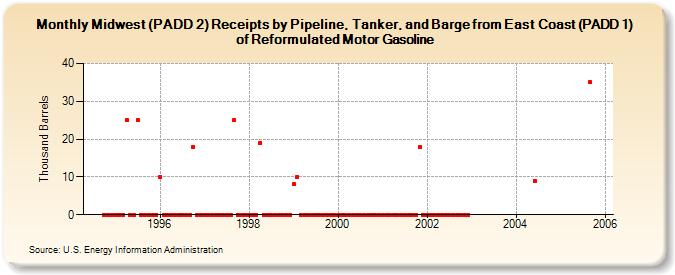 Monthly Midwest (PADD 2) Receipts by Pipeline, Tanker, and Barge from East Coast (PADD 1)
of Reformulated Motor Gasoline
Thousand Barrels
40
30
20
10
0
1996 1998 2000 2002 2004 2006
Source: U.S. Energy Information Administration